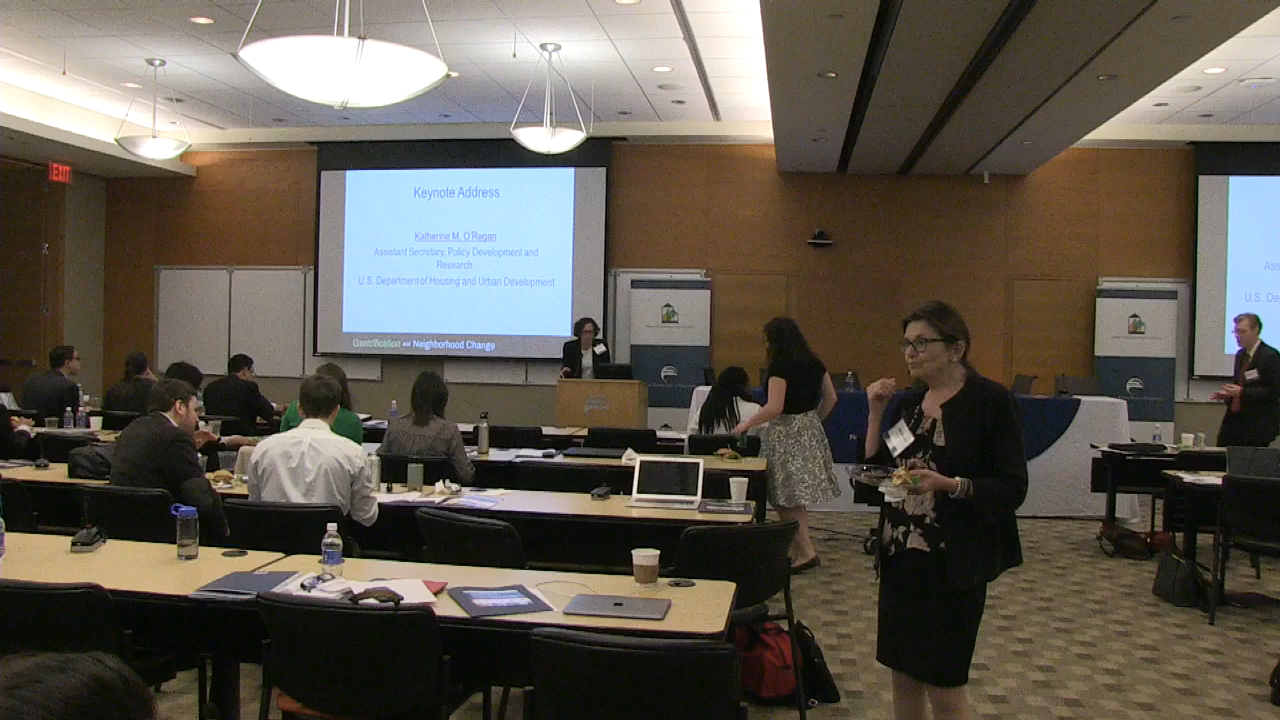 EXIT
Keynote Address
Katherine M. O'Regan
Assistant Secretary, Policy Development and
Research
U.S. Department of Housing and Urban Development
Gentrification and Neighborhood Change
U.S. De